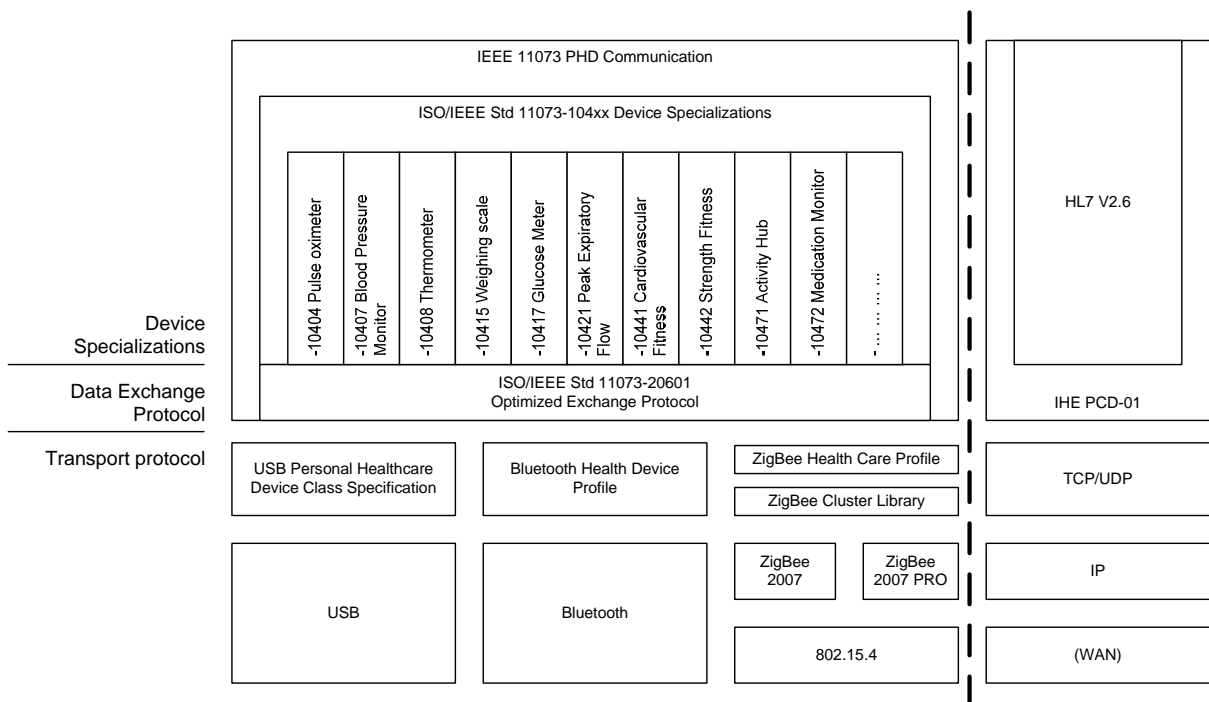 IEEE 11073 PHD Communication
ISO/IEEE Std 11073-104xx Device Specializations
-10404 Pulse oximeter
-10407 Blood Pressure
Monitor
-10408 Thermometer
-10415 Weighing scale
-10417 Glucose Meter
-10421 Peak Expiratory
Flow
-10441 Cardiovascular
Fitness
-10442 Strength Fitness
-10471 Activity Hub
-10472 Medication Monitor
- ... ... ... ...
HL7 V2.6
Device
Specializations
Data Exchange
Protocol
ISO/IEEE Std 11073-20601
Optimized Exchange Protocol
IHE PCD-01
Transport protocol
USB Personal Healthcare
Device Class Specification
Bluetooth Health Device
Profile
ZigBee Health Care Profile
ZigBee Cluster Library
TCP/UDP
USB
Bluetooth
ZigBee
2007
ZigBee
2007 PRO
IP
802.15.4
(WAN)